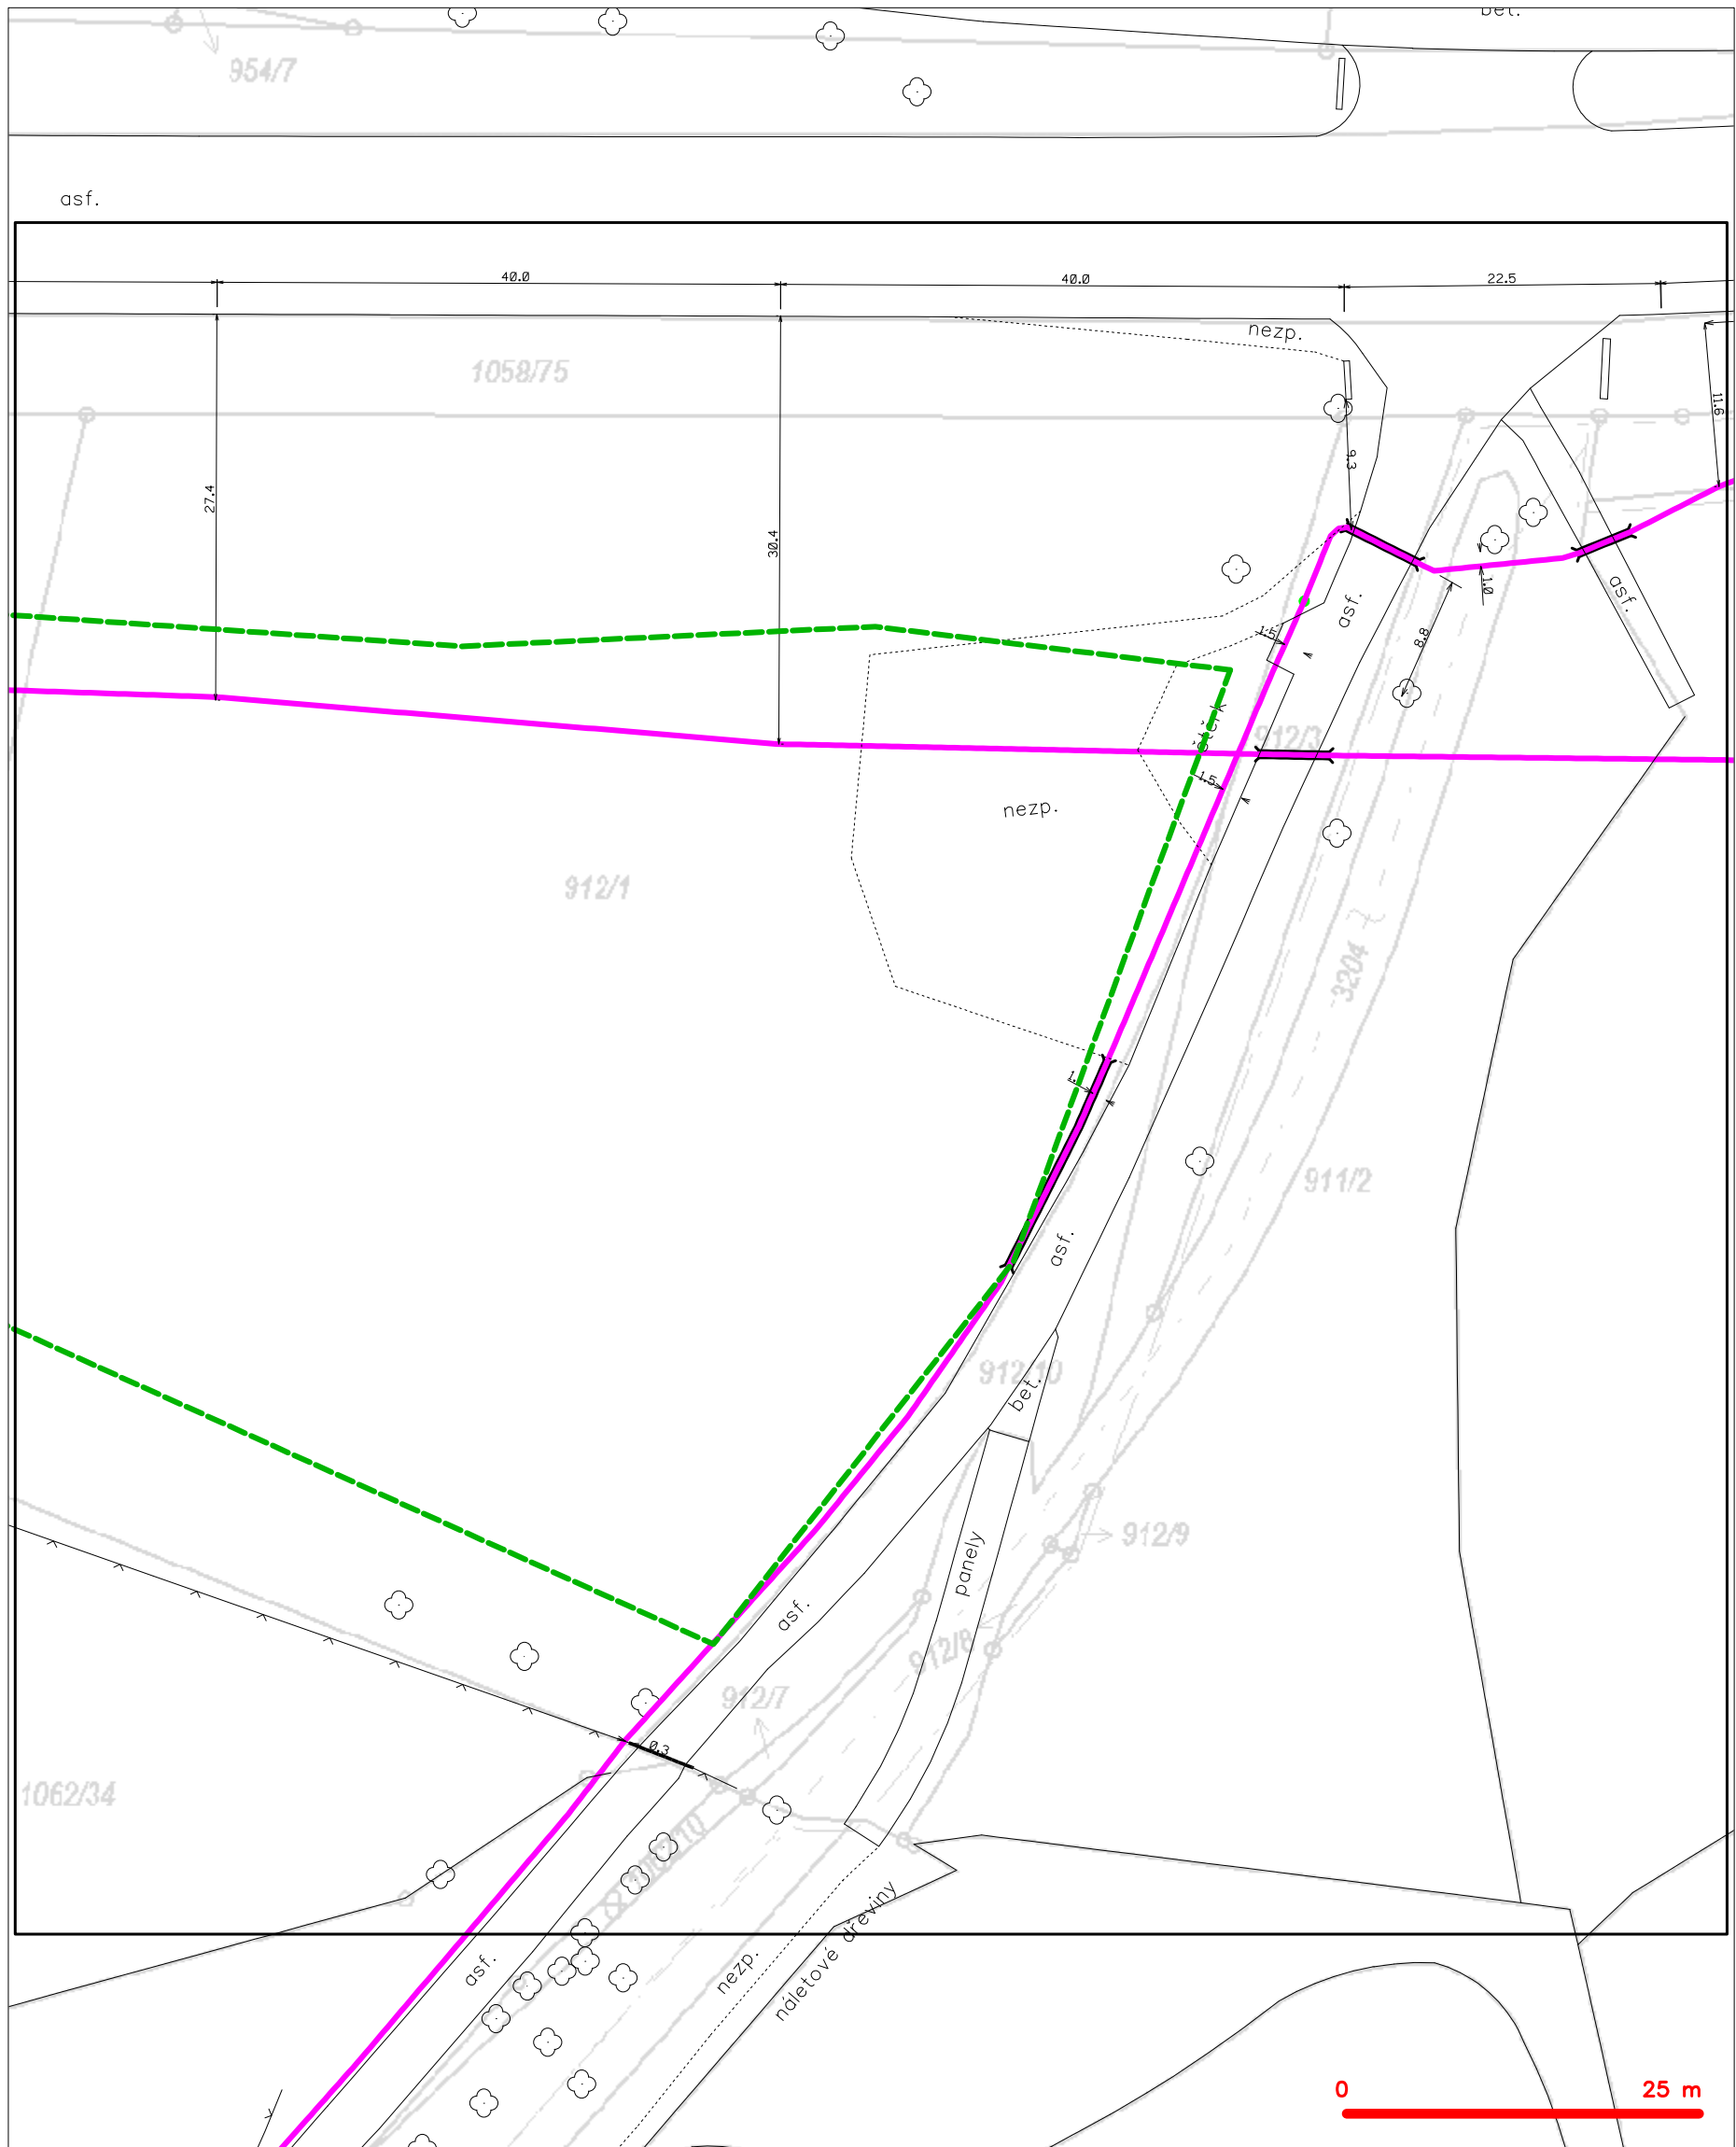 bet.
954/7
asf.
40.0
40.0
22.5
nezp.
1058/75
11.6
9.3
27.4
30.4
1.0
asf.
asf.
1.5
8.8
štěrk
912/3
1.5
nezp.
912/1
3204
1.
911/2
asf.
912/10
bet.
912/9
panely
asf.
912/8
912/7
0.3
1062/34
náletové dřeviny
nezp.
asf.
0
25 m